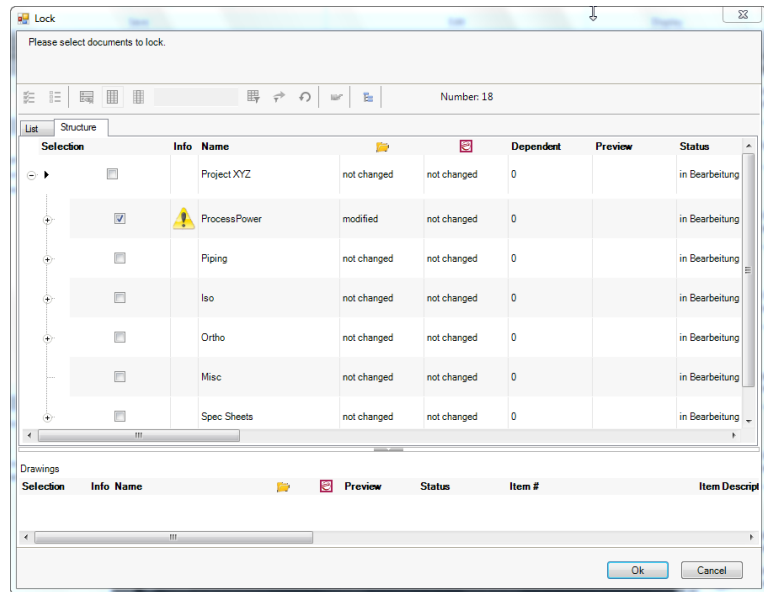 Lock
Please select documents to lock.
Number: 18
List Structure
Selection Info Name Dependent Preview Status
Project XYZ not changed not changed 0 in Bearbeitung
ProcessPower modified not changed 0 in Bearbeitung
Piping not changed not changed 0 in Bearbeitung
Iso not changed not changed 0 in Bearbeitung
Ortho not changed not changed 0 in Bearbeitung
Misc not changed not changed 0 in Bearbeitung
Spec Sheets not changed not changed 0 in Bearbeitung
Drawings
Selection Info Name Preview Status Item # Item Descript
Ok Cancel